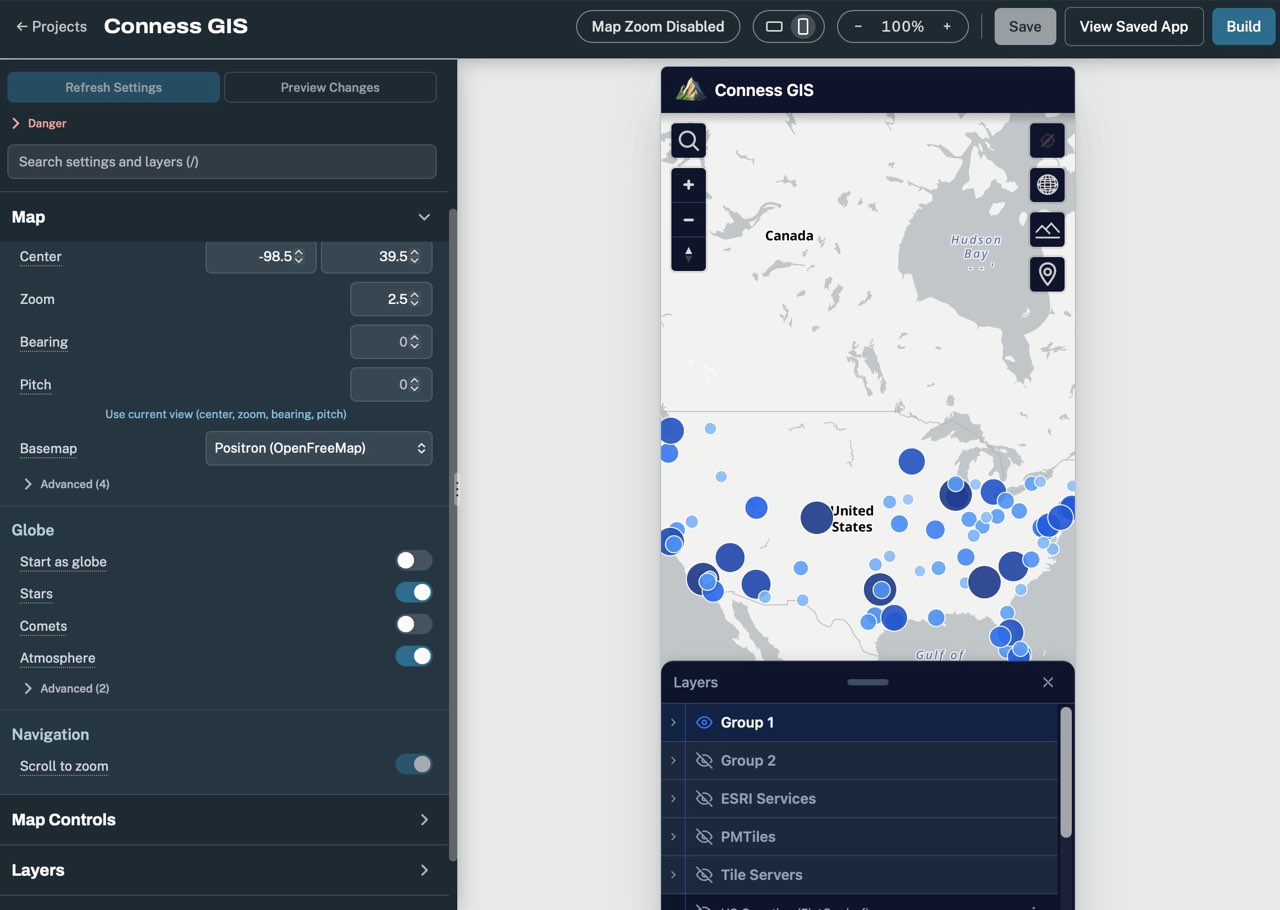 Projects
Conness GIS
Map Zoom Disabled
- 100% +
Save
View Saved App
Build
Refresh Settings
Preview Changes
Danger
Search settings and layers (/)
Map
Center
-98.5
39.5
Zoom
2.5
Bearing
0
Pitch
0
Use current view (center, zoom, bearing, pitch)
Basemap
Positron (OpenFreeMap)
Advanced (4)
Globe
Start as globe
Stars
Comets
Atmosphere
Advanced (2)
Navigation
Scroll to zoom
Map Controls
Layers
Conness GIS
Canada
Hudson
Bay
United
States
Gulf of
Layers
Group 1
Group 2
ESRI Services
PMTiles
Tile Servers